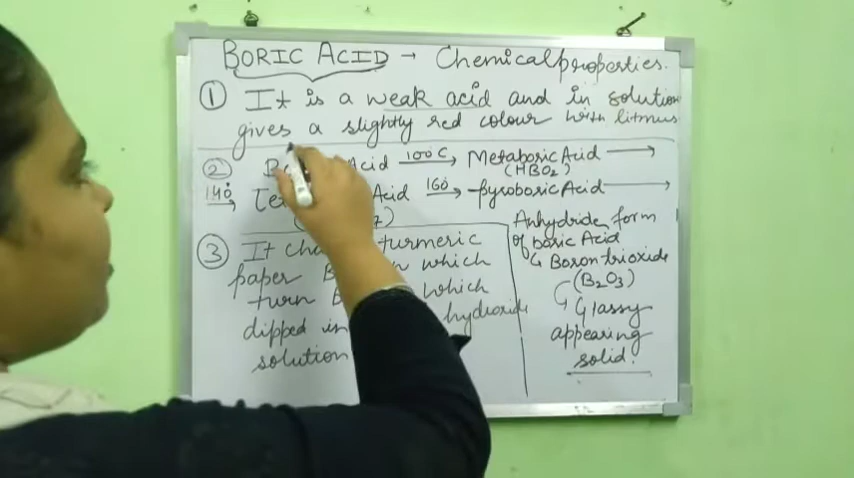 BORIC ACID → Chemical properties.
① It is a weak acid and in solution
gives a slightly red colour with litmus
② Acid 100°C → Metaboric Acid →
(HBO₂)
140° → Acid 160° → pyroboric Acid →
7)
③ It turmeric
paper which
turn which
dipped in hydroxide
solution
Anhydride form
of boric Acid
↳ Boron trioxide
(B₂O₃)
↳ Glassy
appearing
solid.